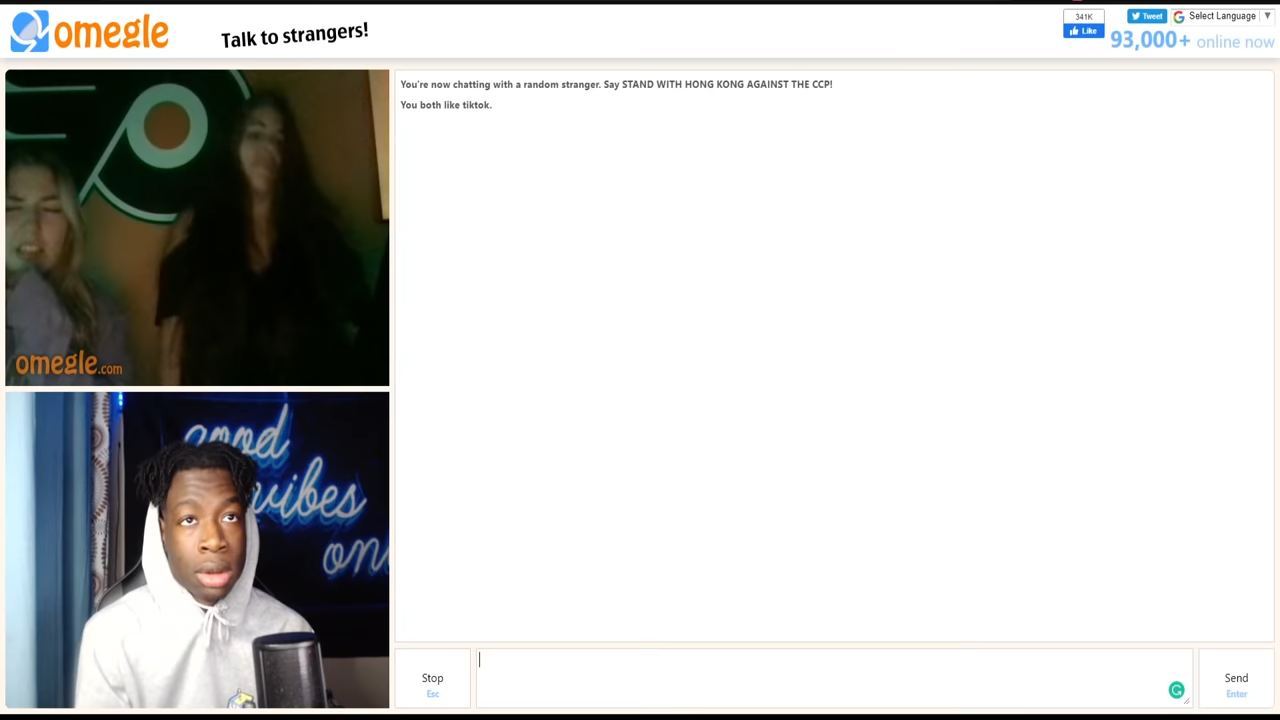 omegle
Talk to strangers!
341K
Like
Tweet
Select Language
93,000+ online now
You're now chatting with a random stranger. Say STAND WITH HONG KONG AGAINST THE CCP!
You both like tiktok.
omegle.com
good
vibes
on
Stop
Esc
Send
Enter